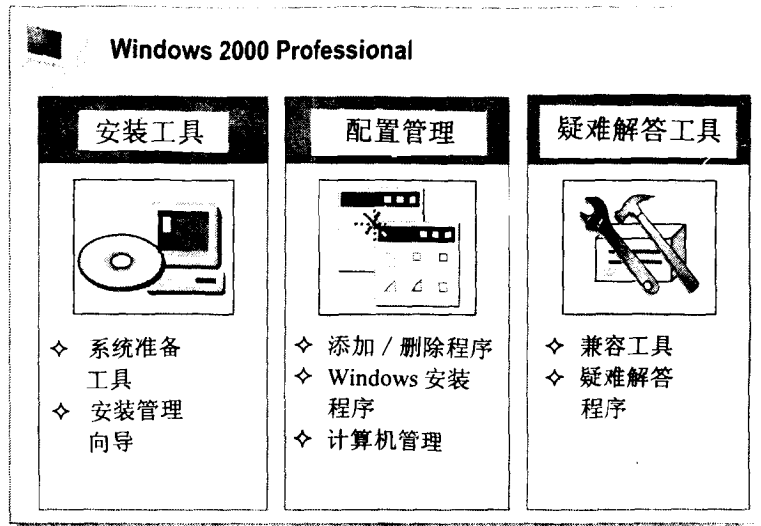 Windows 2000 Professional
安装工具
✧ 系统准备
工具
✧ 安装管理
向导
配置管理
✧ 添加 / 删除程序
✧ Windows 安装
程序
✧ 计算机管理
疑难解答工具
✧ 兼容工具
✧ 疑难解答
程序